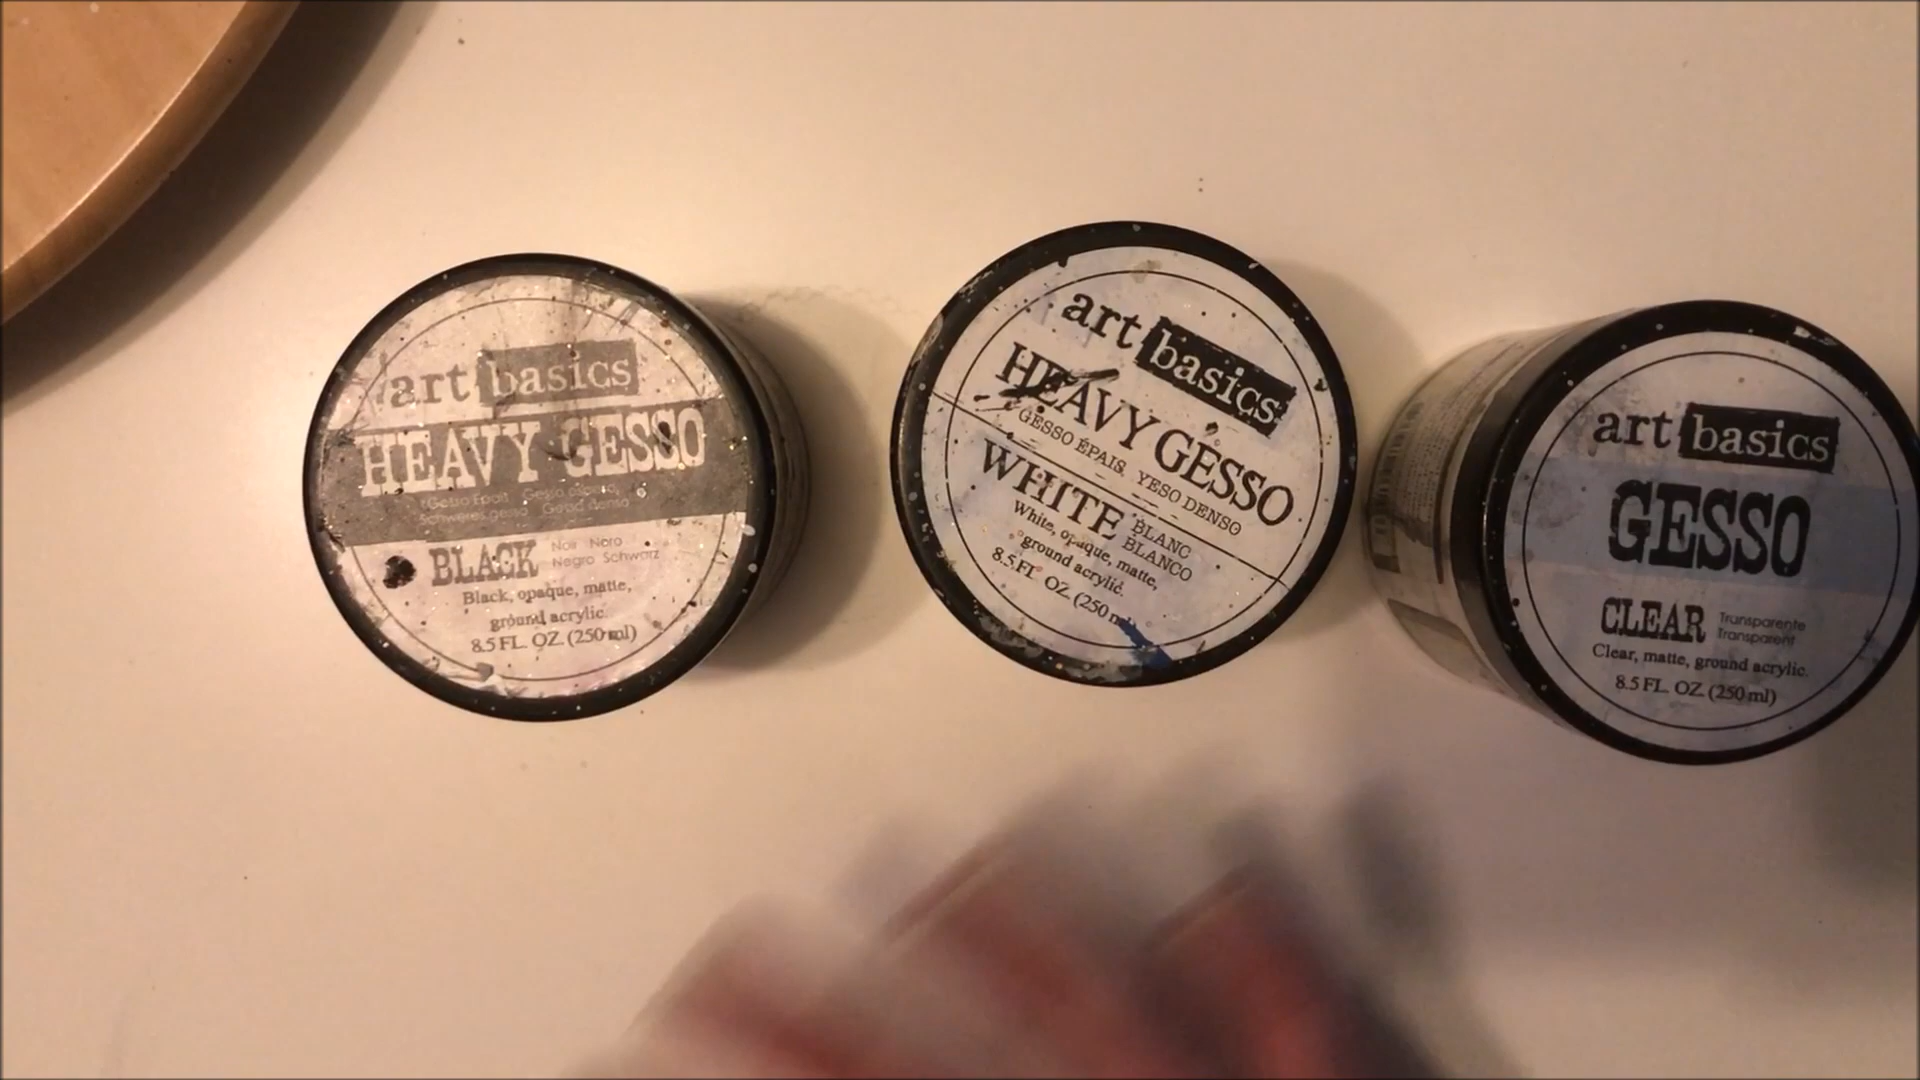 art basics
HEAVY GESSO
Gesso Épais Gesso espeso
Schweres gesso Gesso denso
BLACK
Noir Nero
Negro Schwarz
Black, opaque, matte,
ground acrylic.
8.5 FL. OZ. (250 ml)
art basics
HEAVY GESSO
GESSO ÉPAIS, YESO DENSO
WHITE
BLANC
BLANCO
White, opaque, matte,
ground acrylic.
8.5 FL. OZ. (250 ml)
art basics
GESSO
CLEAR
Transparente
Transparent
Clear, matte, ground acrylic.
8.5 FL. OZ. (250 ml)